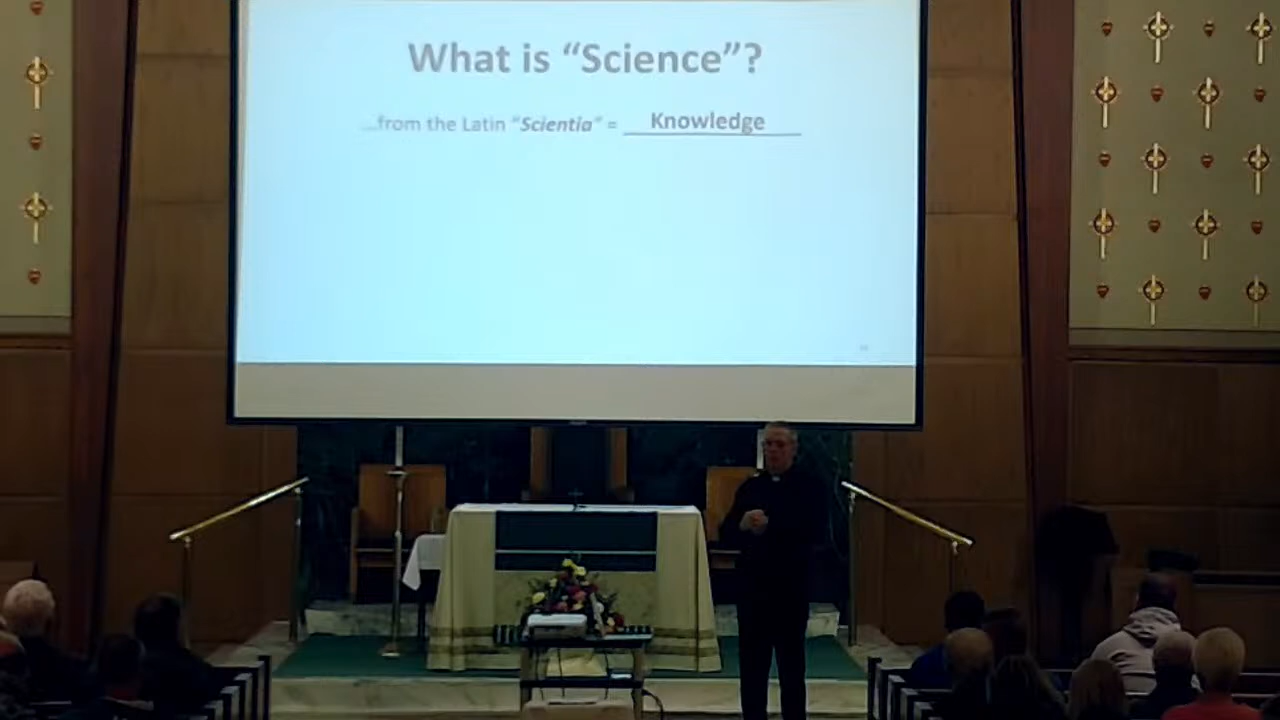 What is “Science”?
...from the Latin “Scientia” = Knowledge